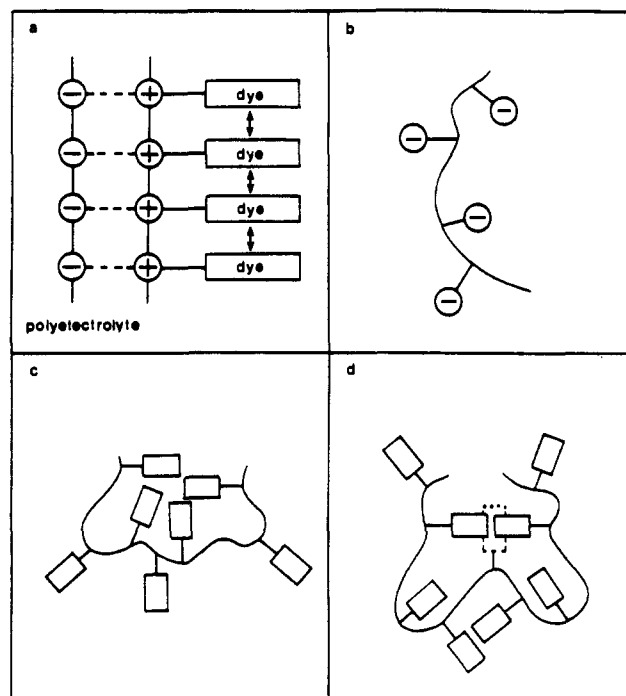 a
− + dye
− + dye
− + dye
− + dye
polyelectrolyte
b
−
−
−
−
c
d